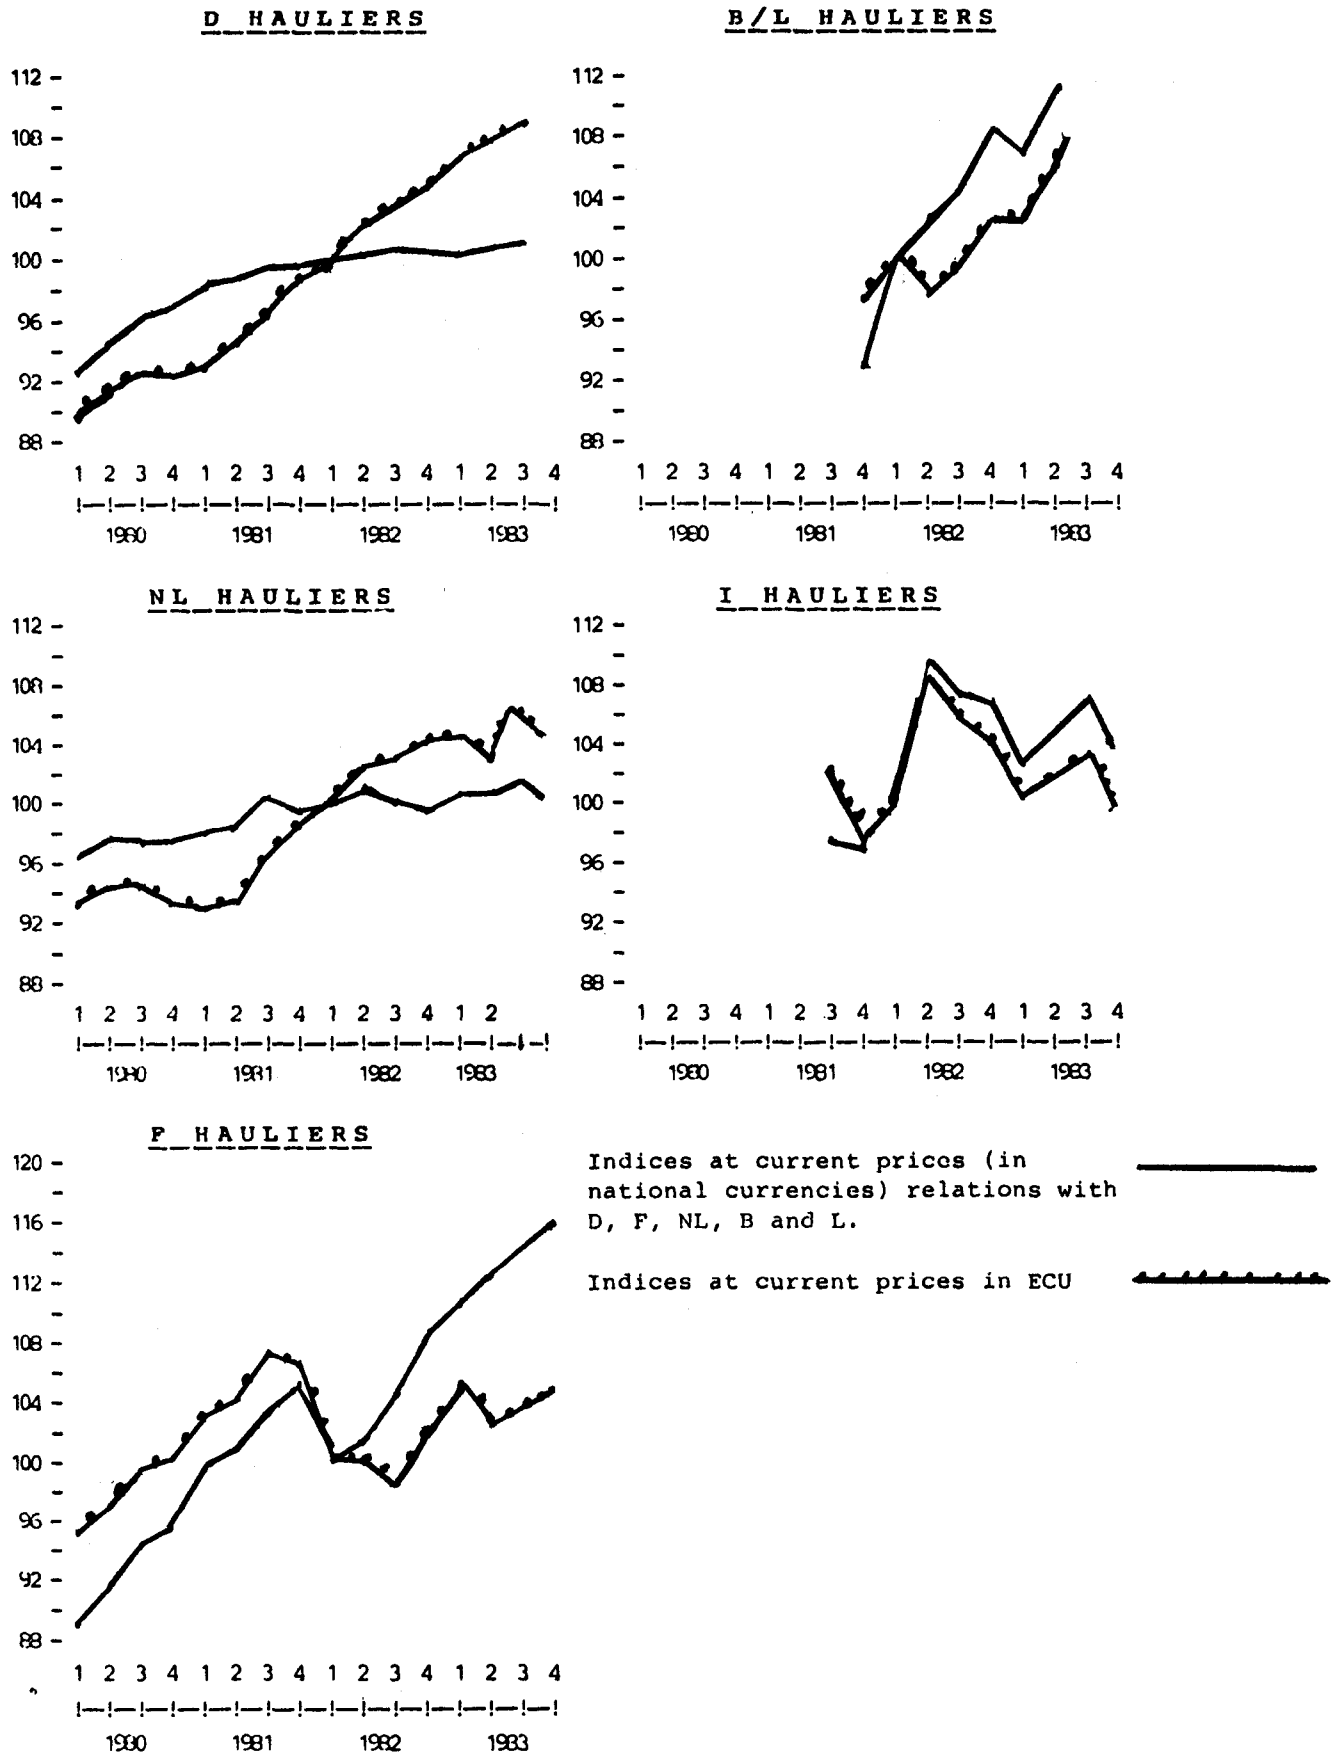 D HAULIERS
112 -
108 -
104 -
100 -
96 -
92 -
88 -
1 2 3 4 1 2 3 4 1 2 3 4 1 2 3 4
1980 1981 1982 1983
B/L HAULIERS
112 -
108 -
104 -
100 -
96 -
92 -
88 -
1 2 3 4 1 2 3 4 1 2 3 4 1 2 3 4
1980 1981 1982 1983
NL HAULIERS
112 -
108 -
104 -
100 -
96 -
92 -
88 -
1 2 3 4 1 2 3 4 1 2 3 4 1 2
1980 1981 1982 1983
I HAULIERS
112 -
108 -
104 -
100 -
96 -
92 -
88 -
1 2 3 4 1 2 3 4 1 2 3 4 1 2 3 4
1980 1981 1982 1983
F HAULIERS
120 -
116 -
112 -
108 -
104 -
100 -
96 -
92 -
88 -
1 2 3 4 1 2 3 4 1 2 3 4 1 2 3 4
1980 1981 1982 1983
Indices at current prices (in
national currencies) relations with
D, F, NL, B and L.
Indices at current prices in ECU